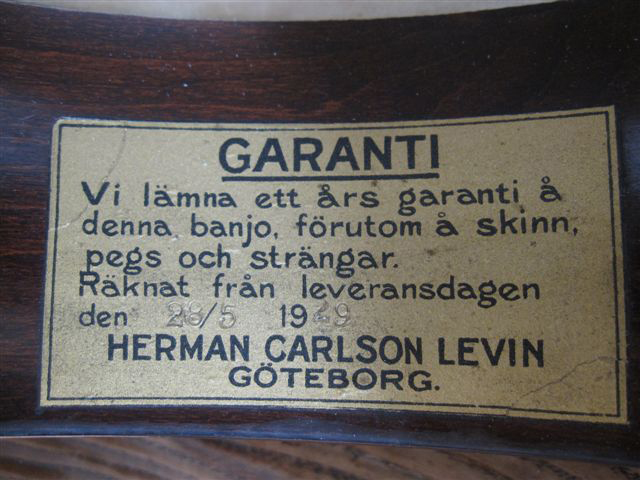 GARANTI
Vi lämna ett års garanti å
denna banjo, förutom å skinn,
pegs och strängar.
Räknat från leveransdagen
den 28/5 1929
HERMAN CARLSON LEVIN
GÖTEBORG.